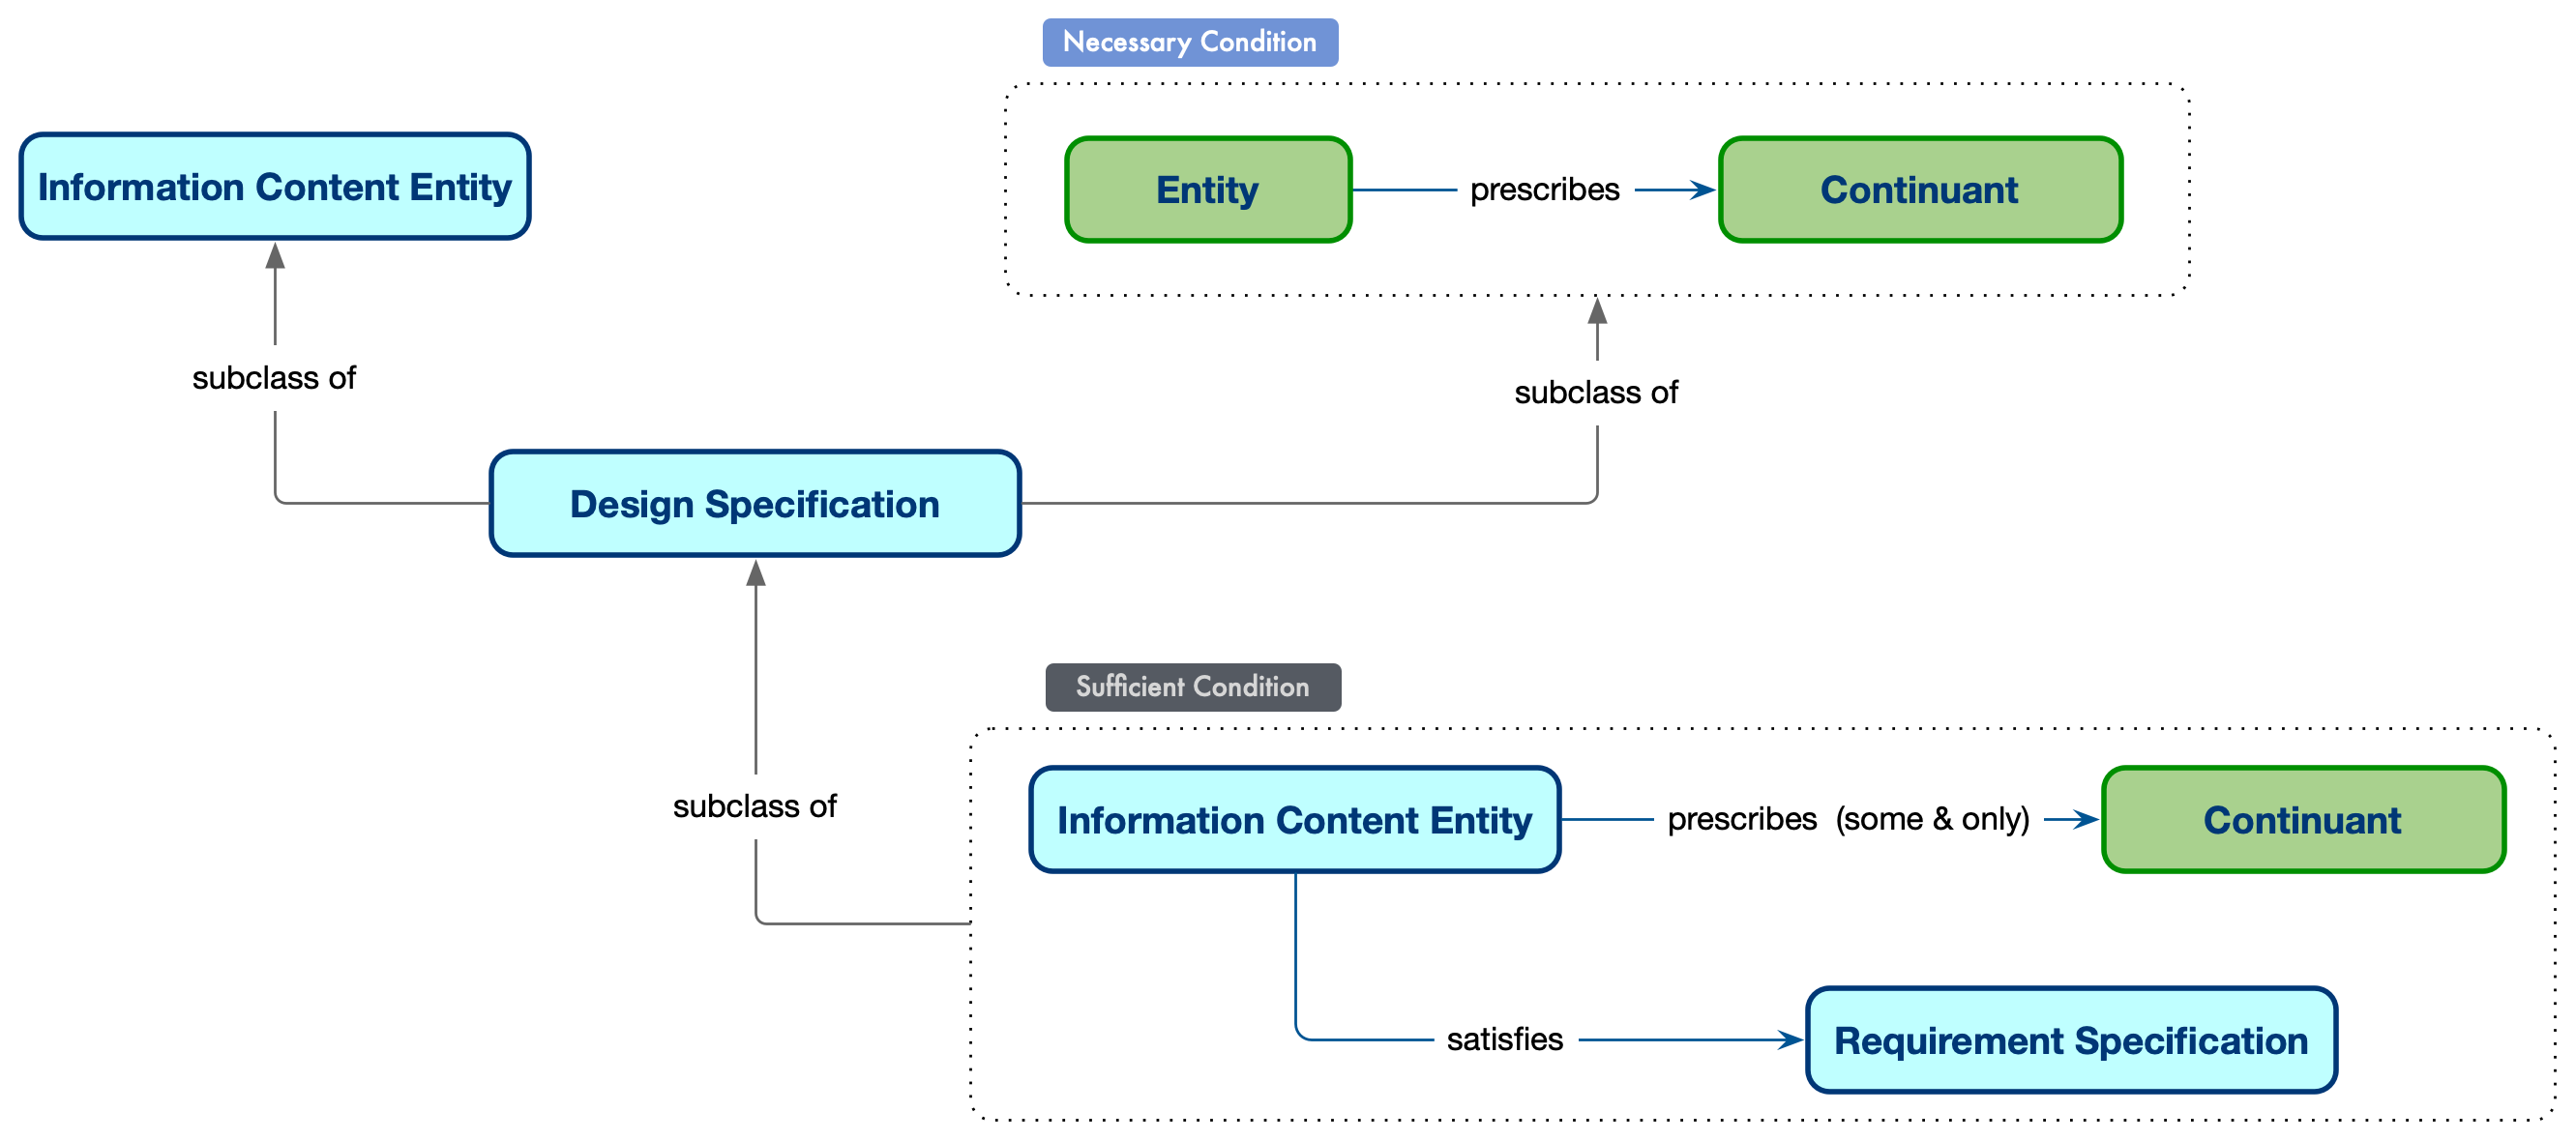 Necessary Condition
Information Content Entity
Entity
prescribes
Continuant
subclass of
subclass of
Design Specification
Sufficient Condition
subclass of
Information Content Entity
prescribes (some & only)
Continuant
satisfies
Requirement Specification